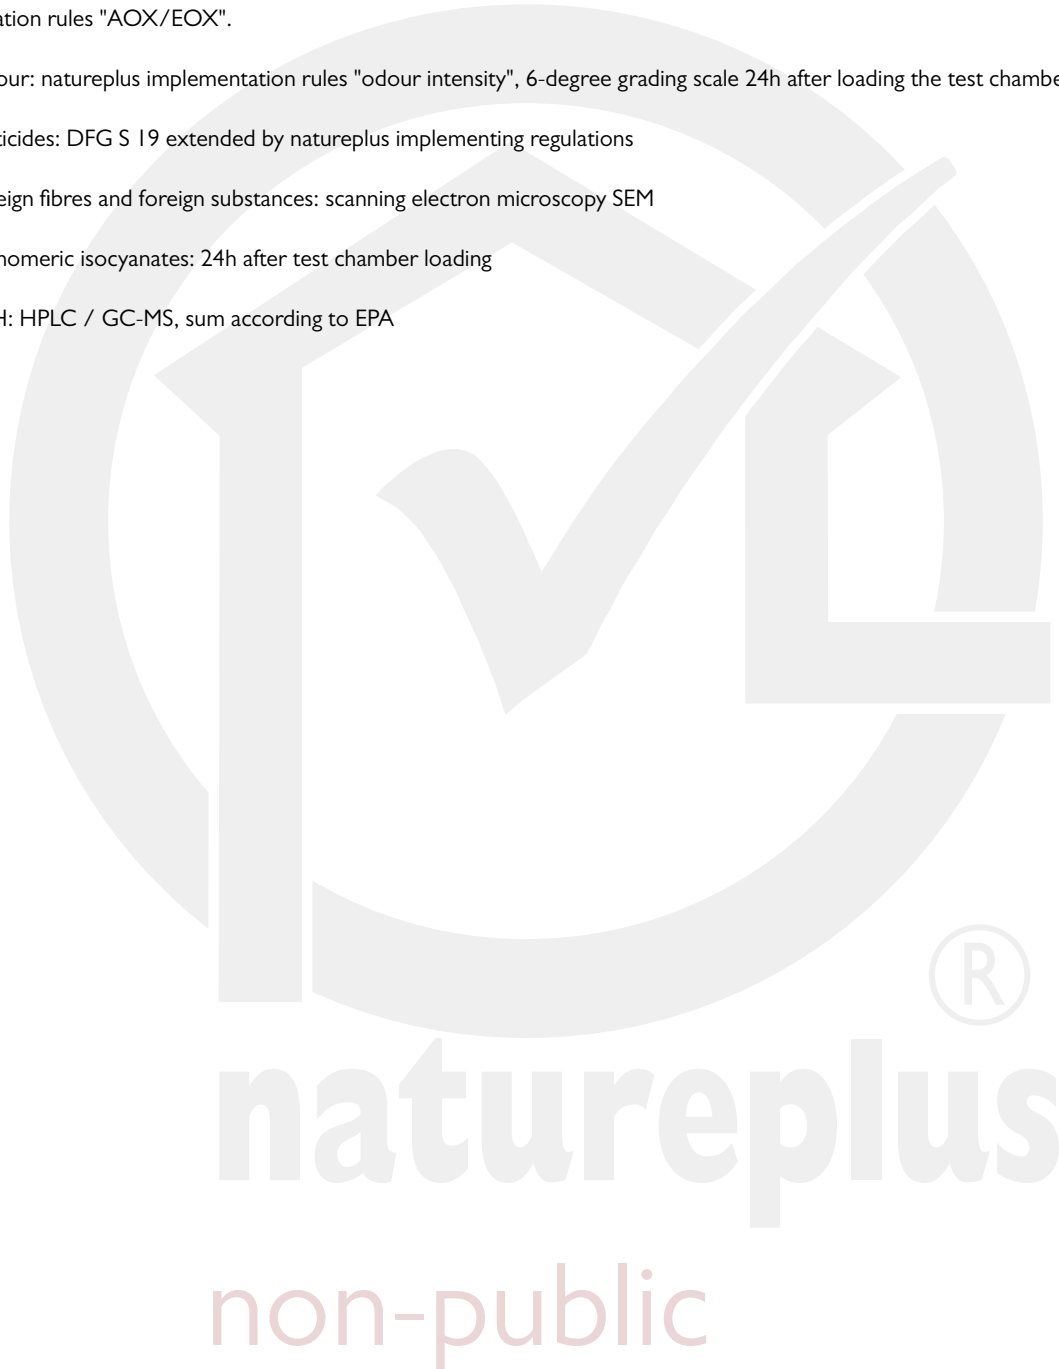 ation rules "AOX/EOX".
our: natureplus implementation rules "odour intensity", 6-degree grading scale 24h after loading the test chambe
ticides: DFG S 19 extended by natureplus implementing regulations
eign fibres and foreign substances: scanning electron microscopy SEM
nomeric isocyanates: 24h after test chamber loading
H: HPLC / GC-MS, sum according to EPA
®
natureplus
non-public